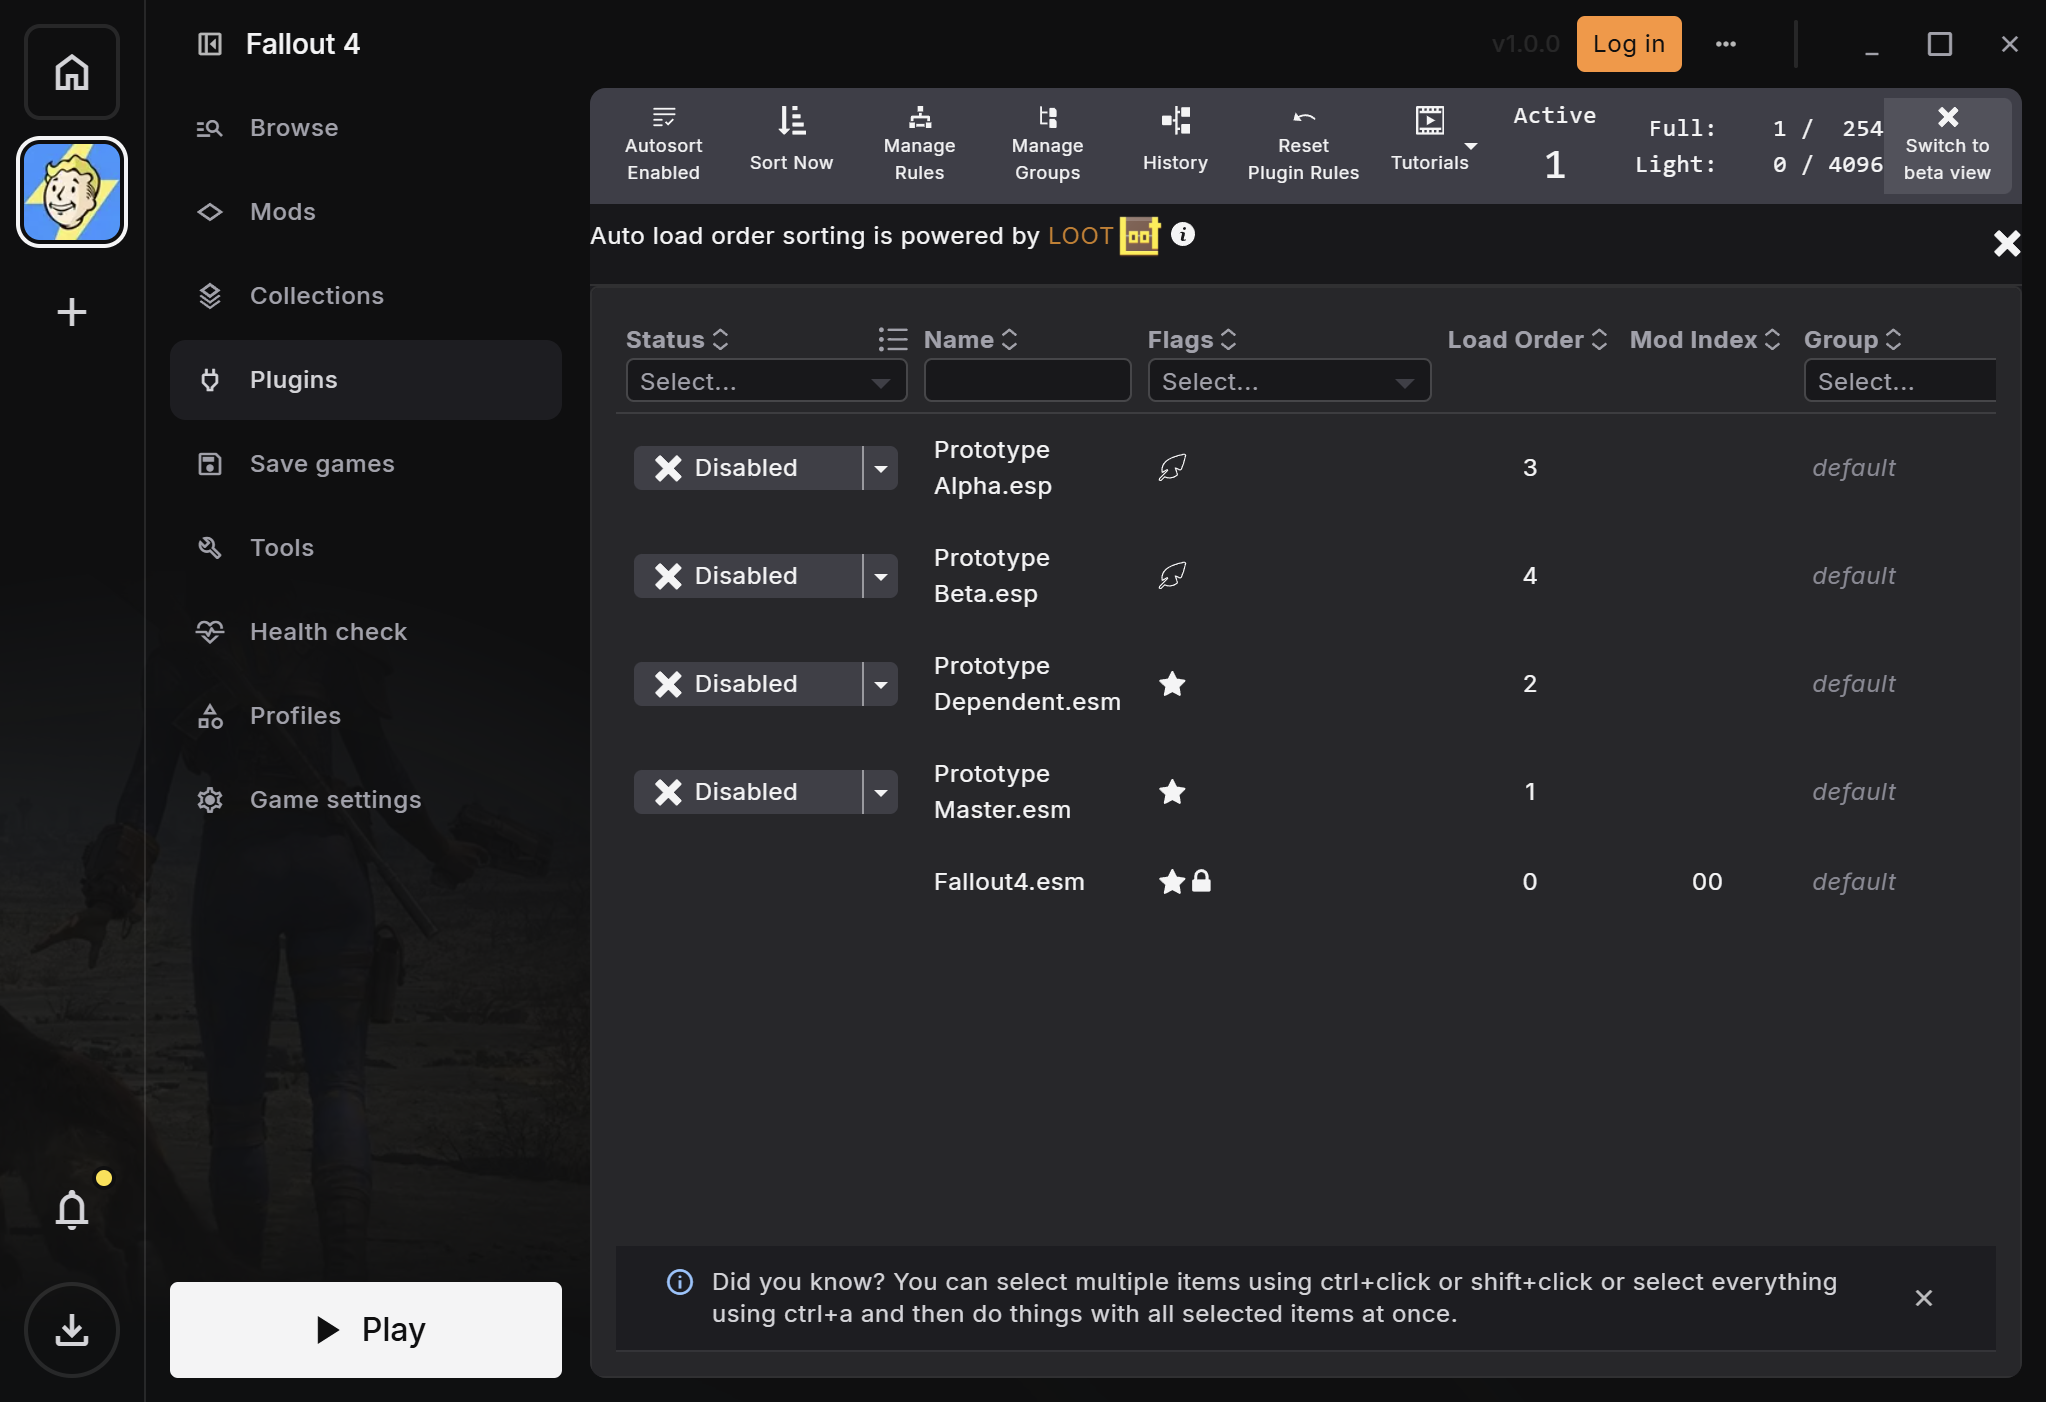 Fallout 4
v1.0.0
Log in
Browse
Mods
Collections
Plugins
Save games
Tools
Health check
Profiles
Game settings
Play
Autosort
Enabled
Sort Now
Manage
Rules
Manage
Groups
History
Reset
Plugin Rules
Tutorials
Active
1
Full: 1 / 254
Light: 0 / 4096
Switch to
beta view
Auto load order sorting is powered by LOOT
Status Name Flags Load Order Mod Index Group
Select... Select... Select...
Disabled Prototype
Alpha.esp 3 default
Disabled Prototype
Beta.esp 4 default
Disabled Prototype
Dependent.esm 2 default
Disabled Prototype
Master.esm 1 default
Fallout4.esm 0 00 default
Did you know? You can select multiple items using ctrl+click or shift+click or select everything
using ctrl+a and then do things with all selected items at once.